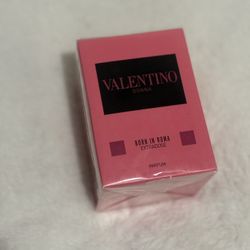 VALENTINO
DONNA
BORN IN ROMA
EXTRADOSE
PARFUM